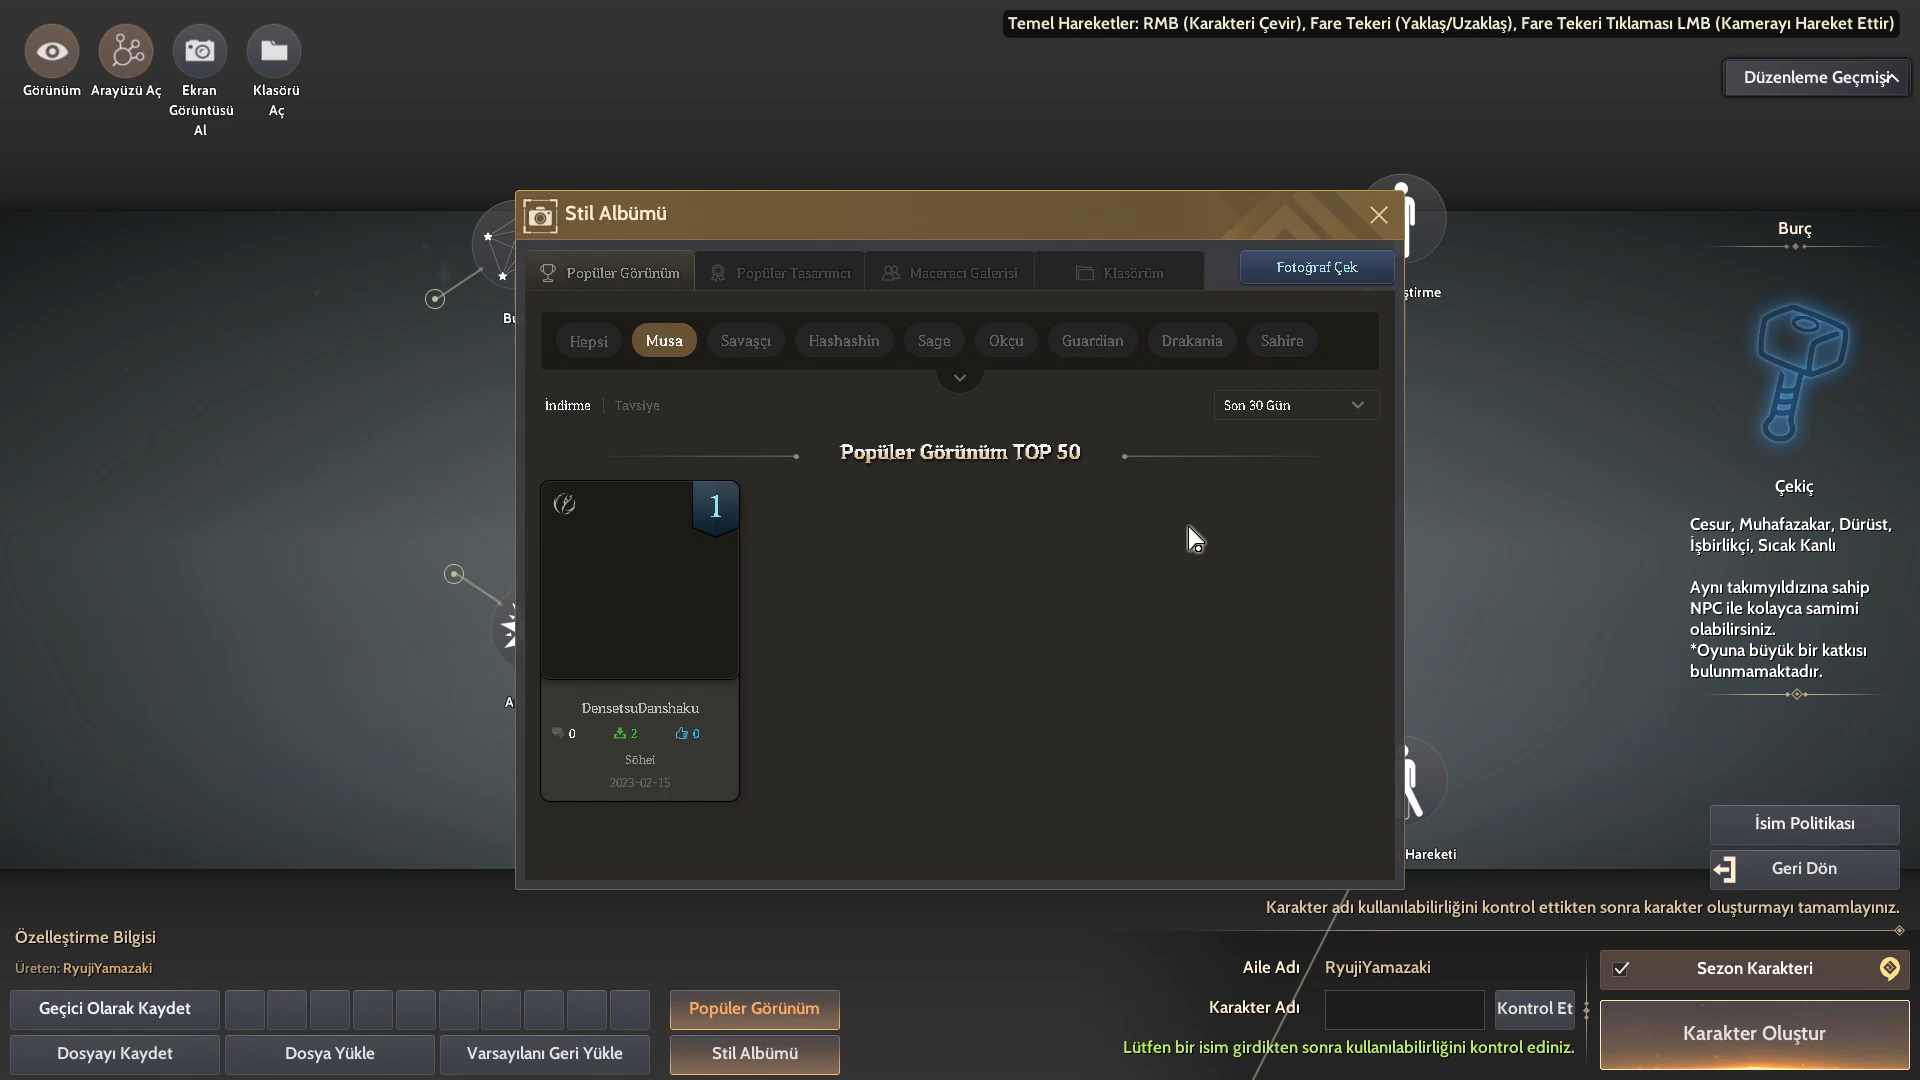 Temel Hareketler: RMB (Karakteri Çevir), Fare Tekeri (Yaklaş/Uzaklaş), Fare Tekeri Tıklaması LMB (Kamerayı Hareket Ettir)
Görünüm
Arayüzü Aç
Ekran
Görüntüsü
Al
Klasörü
Aç
Düzenleme Geçmişi
Stil Albümü
Popüler Görünüm
Popüler Tasarımcı
Maceracı Galerisi
Klasörüm
Fotoğraf Çek
Hepsi
Musa
Savaşçı
Hashashin
Sage
Okçu
Guardian
Drakania
Sahire
İndirme
Tavsiye
Son 30 Gün
Popüler Görünüm TOP 50
1
DensetsuDanshaku
0
2
0
Söhei
2023-02-15
Bu
A
ştirme
Hareketi
Burç
Çekiç
Cesur, Muhafazakar, Dürüst,
İşbirlikçi, Sıcak Kanlı
Aynı takımyıldızına sahip
NPC ile kolayca samimi
olabilirsiniz.
*Oyuna büyük bir katkısı
bulunmamaktadır.
İsim Politikası
Geri Dön
Karakter adı kullanılabilirliğini kontrol ettikten sonra karakter oluşturmayı tamamlayınız.
Özelleştirme Bilgisi
Üreten: RyujiYamazaki
Geçici Olarak Kaydet
Popüler Görünüm
Dosyayı Kaydet
Dosya Yükle
Varsayılanı Geri Yükle
Stil Albümü
Aile Adı
RyujiYamazaki
Karakter Adı
Kontrol Et
Lütfen bir isim girdikten sonra kullanılabilirliğini kontrol ediniz.
Sezon Karakteri
Karakter Oluştur